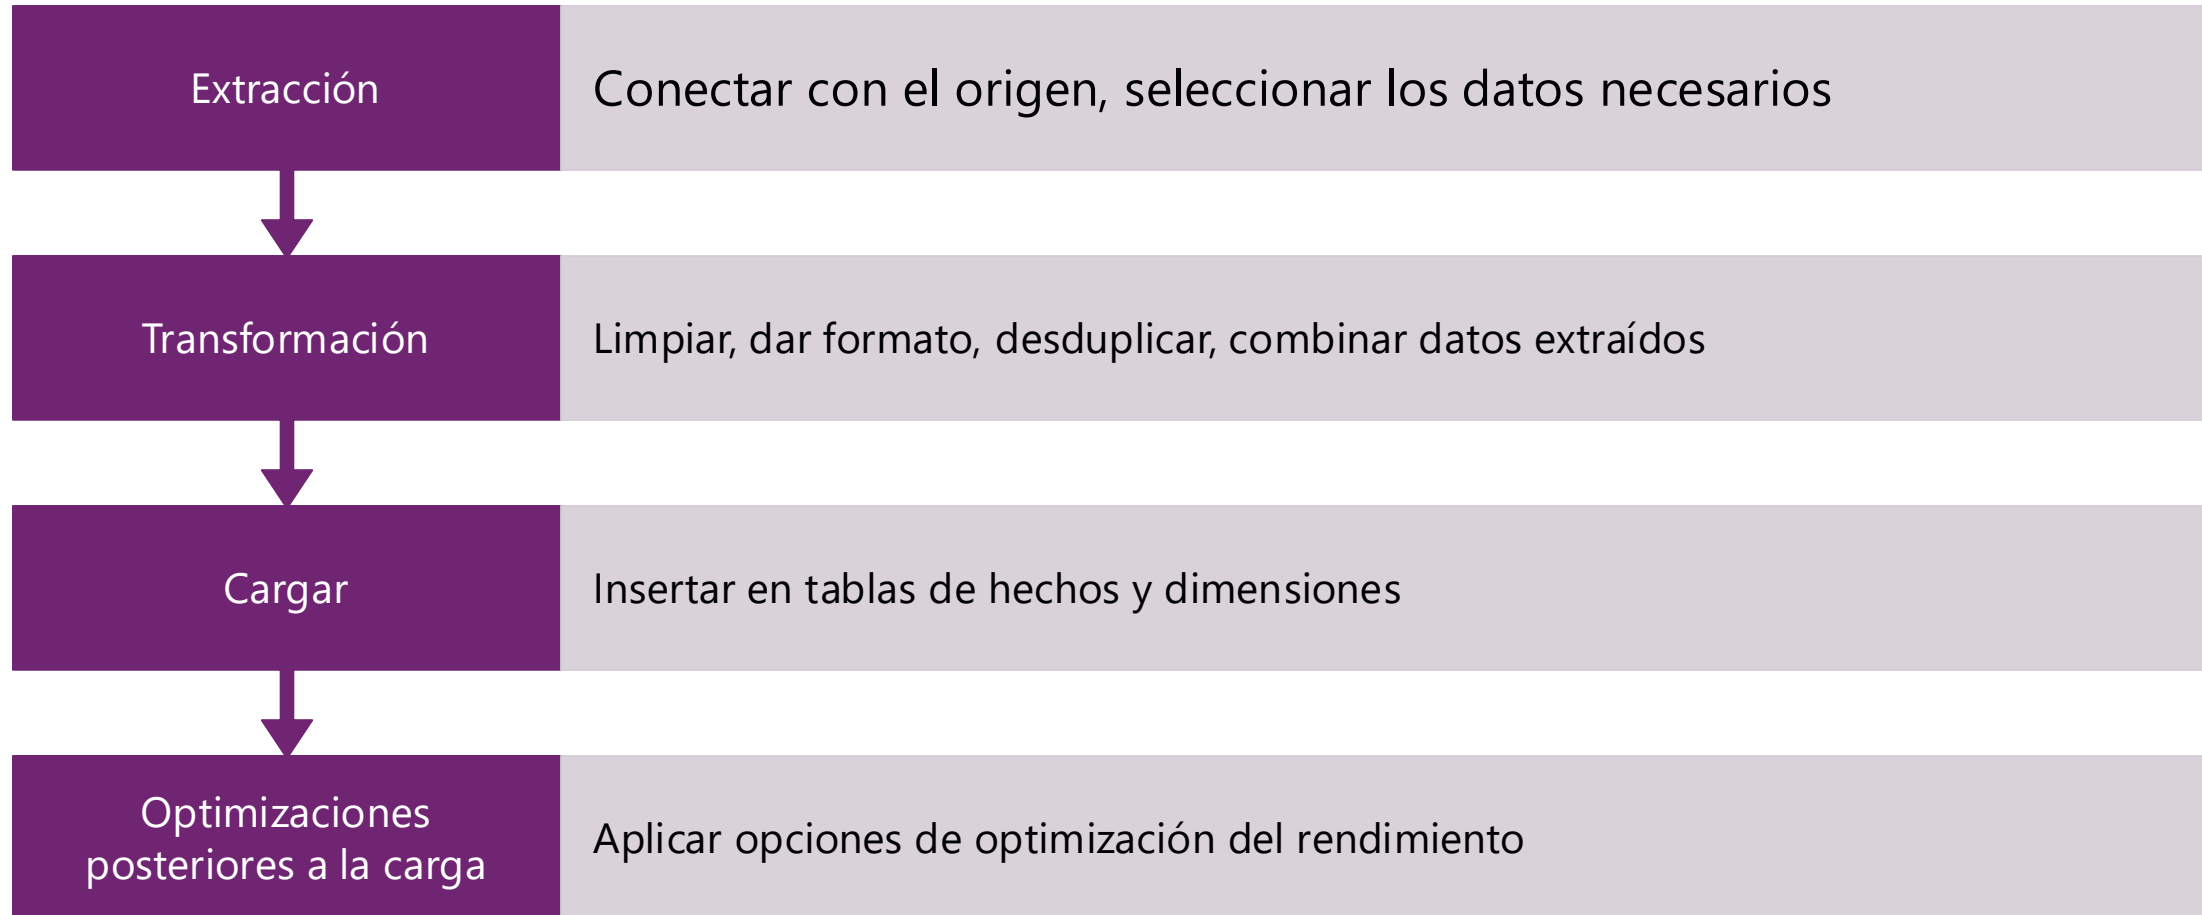 Extracción
Conectar con el origen, seleccionar los datos necesarios
Transformación
Limpiar, dar formato, desduplicar, combinar datos extraídos
Cargar
Insertar en tablas de hechos y dimensiones
Optimizaciones
posteriores a la carga
Aplicar opciones de optimización del rendimiento